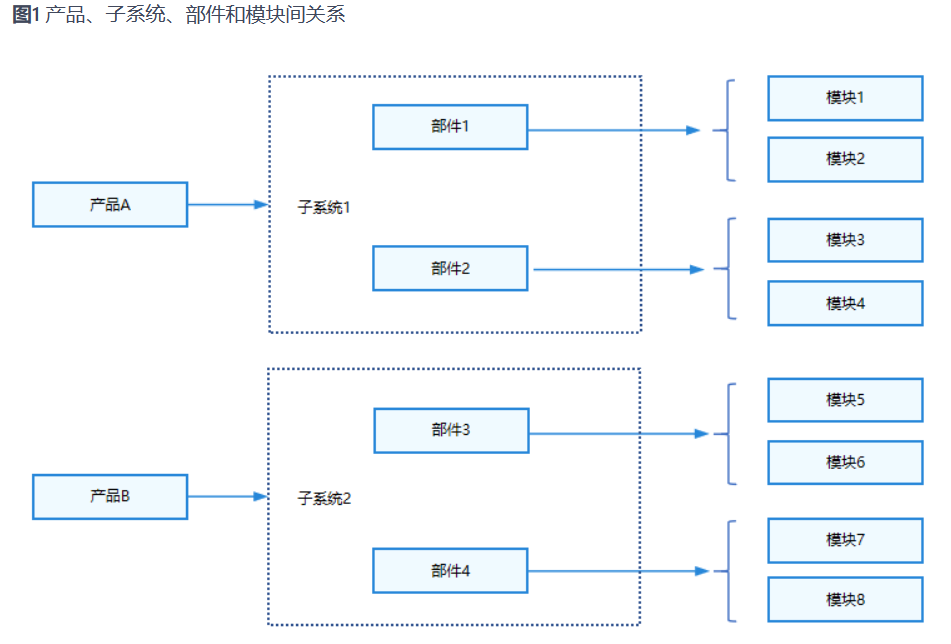 图1 产品、子系统、部件和模块间关系
产品A
子系统1
部件1
部件2
模块1
模块2
模块3
模块4
产品B
子系统2
部件3
部件4
模块5
模块6
模块7
模块8